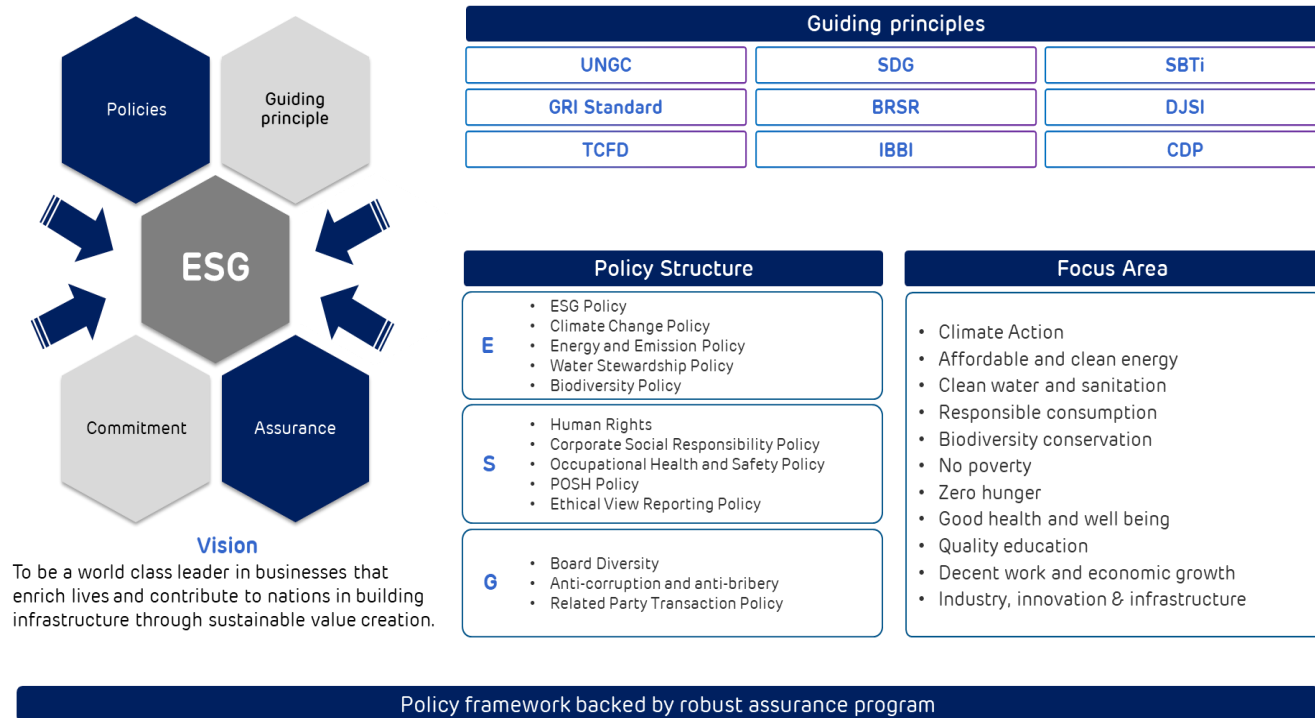 Policies
Guiding
principle
ESG
Commitment
Assurance
Vision
To be a world class leader in businesses that
enrich lives and contribute to nations in building
infrastructure through sustainable value creation.
Guiding principles
UNGC
SDG
SBTi
GRI Standard
BRSR
DJSI
TCFD
IBBI
CDP
Policy Structure
E
• ESG Policy
• Climate Change Policy
• Energy and Emission Policy
• Water Stewardship Policy
• Biodiversity Policy
S
• Human Rights
• Corporate Social Responsibility Policy
• Occupational Health and Safety Policy
• POSH Policy
• Ethical View Reporting Policy
G
• Board Diversity
• Anti-corruption and anti-bribery
• Related Party Transaction Policy
Focus Area
• Climate Action
• Affordable and clean energy
• Clean water and sanitation
• Responsible consumption
• Biodiversity conservation
• No poverty
• Zero hunger
• Good health and well being
• Quality education
• Decent work and economic growth
• Industry, innovation & infrastructure
Policy framework backed by robust assurance program